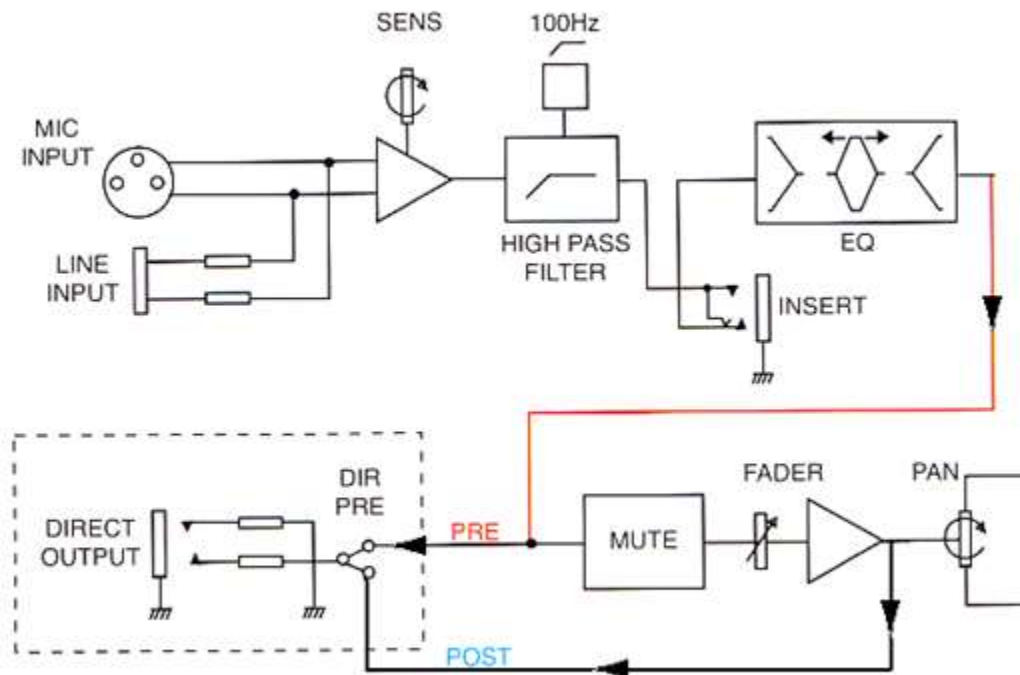 SENS
100Hz
MIC
INPUT
LINE
INPUT
HIGH PASS
FILTER
EQ
INSERT
DIR
PRE
DIRECT
OUTPUT
PRE
MUTE
FADER
PAN
POST